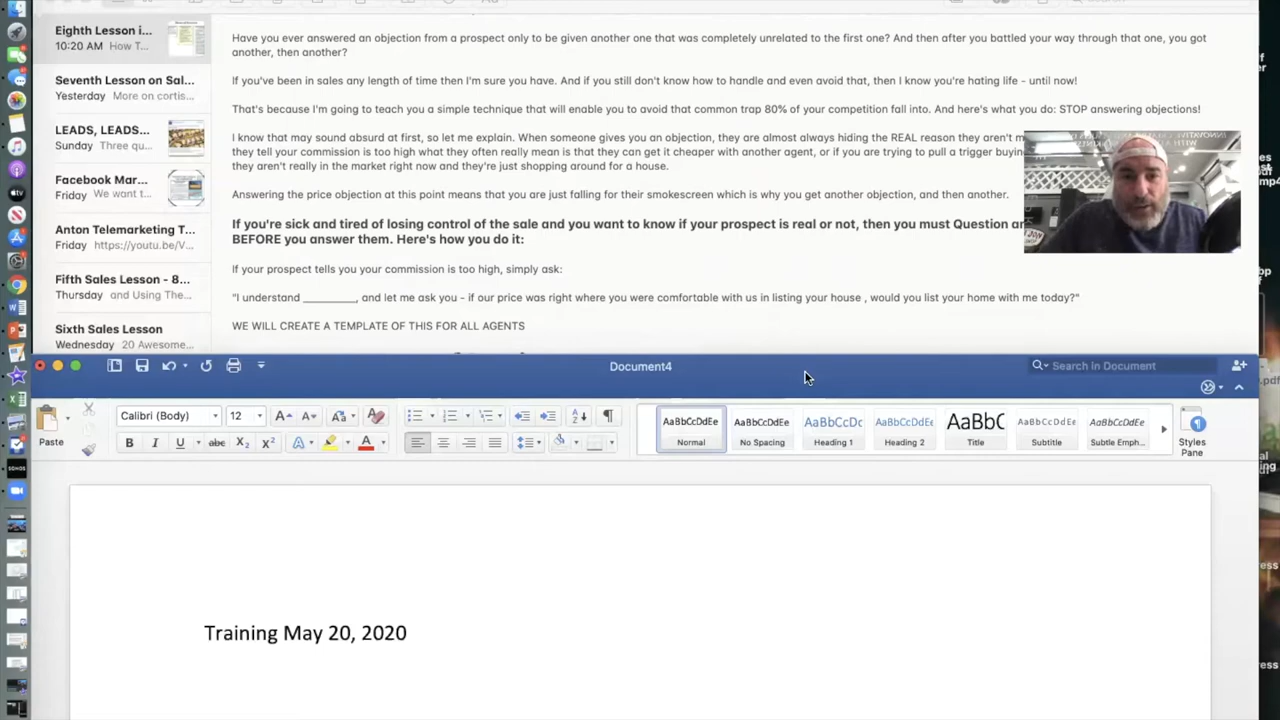 Eighth Lesson i...
10:20 AM How T...
Seventh Lesson on Sal...
Yesterday More on cortis...
LEADS, LEADS...
Sunday Three qu...
Facebook Mar...
Friday We want t...
Anton Telemarketing T...
Friday https://youtu.be/V...
Fifth Sales Lesson - 8...
Thursday and Using The...
Sixth Sales Lesson
Wednesday 20 Awesome...
Have you ever answered an objection from a prospect only to be given another one that was completely unrelated to the first one? And then after you battled your way through that one, you got
another, then another?
If you've been in sales any length of time then I'm sure you have. And if you still don't know how to handle and even avoid that, then I know you're hating life - until now!
That's because I'm going to teach you a simple technique that will enable you to avoid that common trap 80% of your competition fall into. And here's what you do: STOP answering objections!
I know that may sound absurd at first, so let me explain. When someone gives you an objection, they are almost always hiding the REAL reason they aren't m
they tell your commission is too high what they often really mean is that they can get it cheaper with another agent, or if you are trying to pull a trigger buyin
they aren't really in the market right now and they're just shopping around for a house.
Answering the price objection at this point means that you are just falling for their smokescreen which is why you get another objection, and then another.
If you're sick and tired of losing control of the sale and you want to know if your prospect is real or not, then you must Question an
BEFORE you answer them. Here's how you do it:
If your prospect tells you your commission is too high, simply ask:
"I understand _________, and let me ask you - if our price was right where you were comfortable with us in listing your house , would you list your home with me today?"
WE WILL CREATE A TEMPLATE OF THIS FOR ALL AGENTS
Document4
Search in Document
Paste
Calibri (Body)
12
AaBbCcDdEe
Normal
AaBbCcDdEe
No Spacing
AaBbCcDc
Heading 1
AaBbCcDdEe
Heading 2
AaBbC
Title
AaBbCcDdEe
Subtitle
AaBbCcDdEe
Subtle Emph...
Styles
Pane
Training May 20, 2020